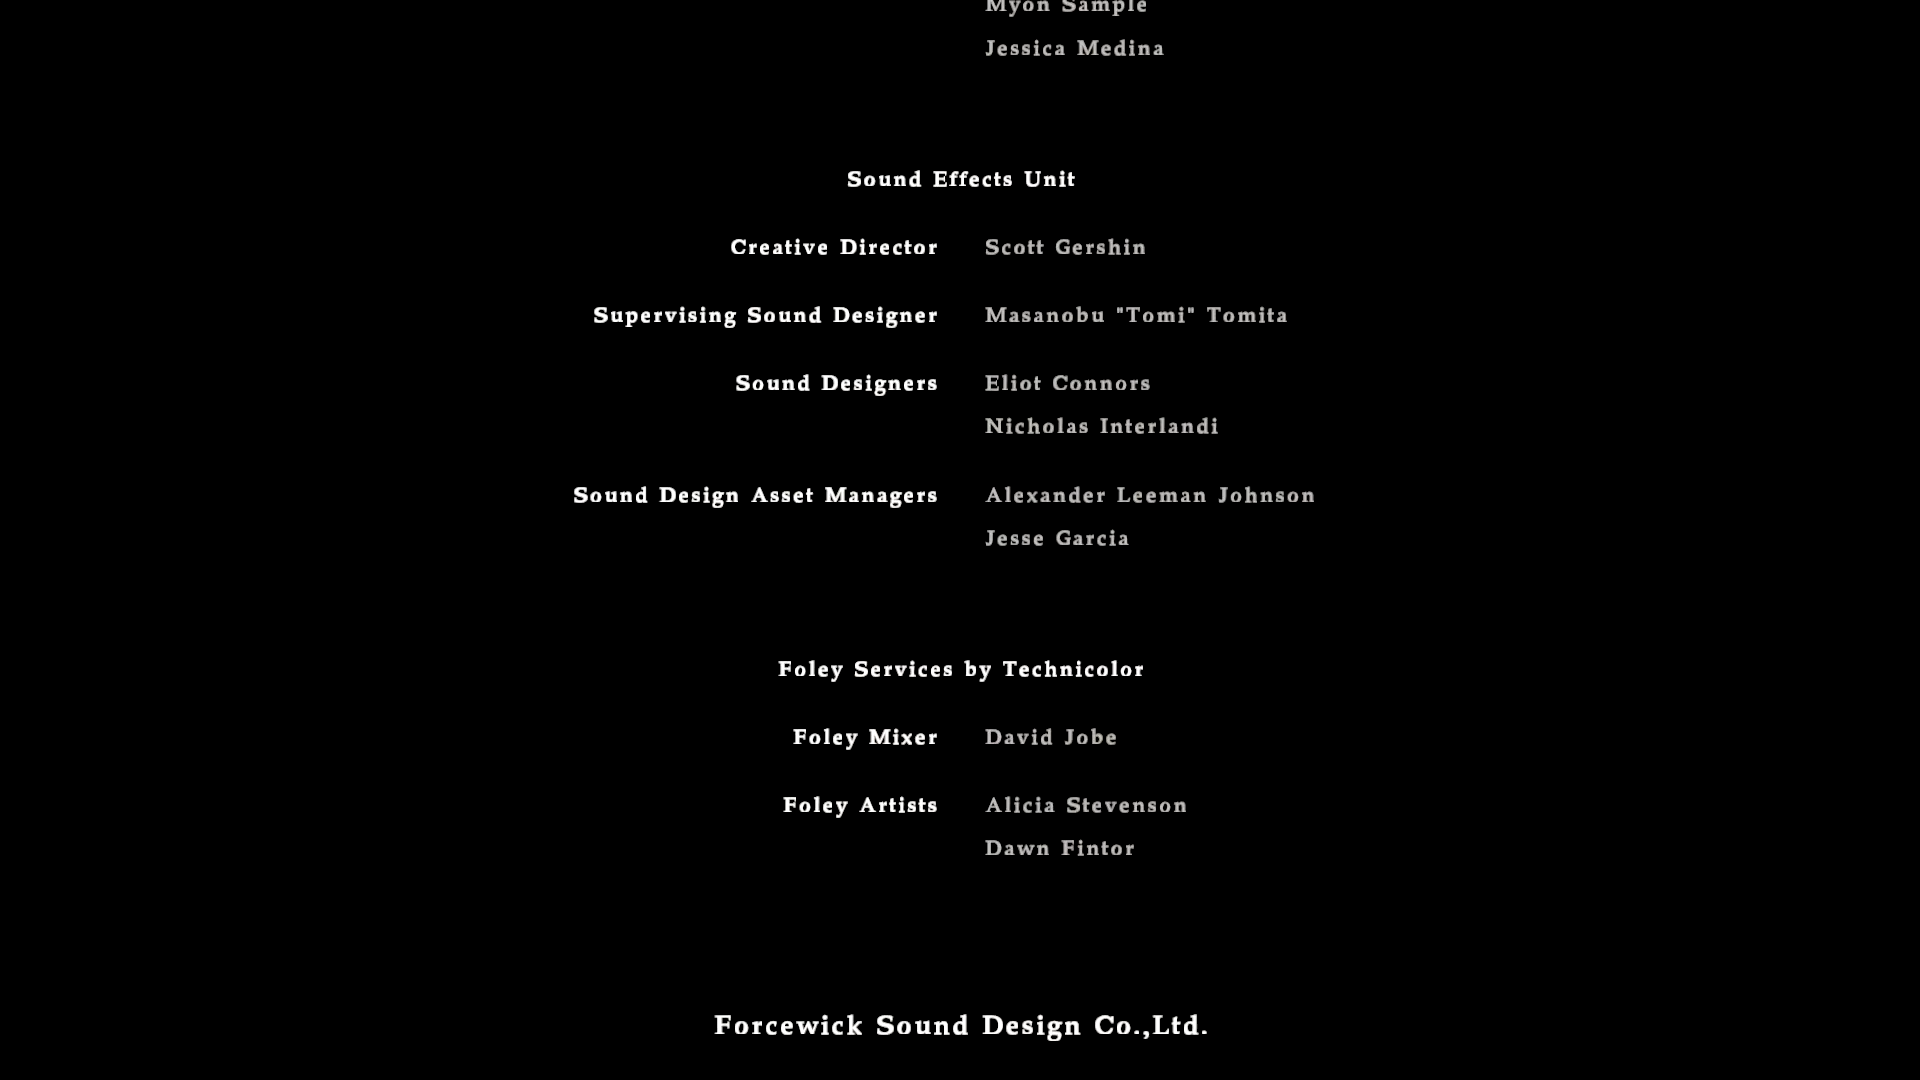 Myon Sample
Jessica Medina
Sound Effects Unit
Creative Director Scott Gershin
Supervising Sound Designer Masanobu "Tomi" Tomita
Sound Designers Eliot Connors
Nicholas Interlandi
Sound Design Asset Managers Alexander Leeman Johnson
Jesse Garcia
Foley Services by Technicolor
Foley Mixer David Jobe
Foley Artists Alicia Stevenson
Dawn Fintor
Forcewick Sound Design Co.,Ltd.